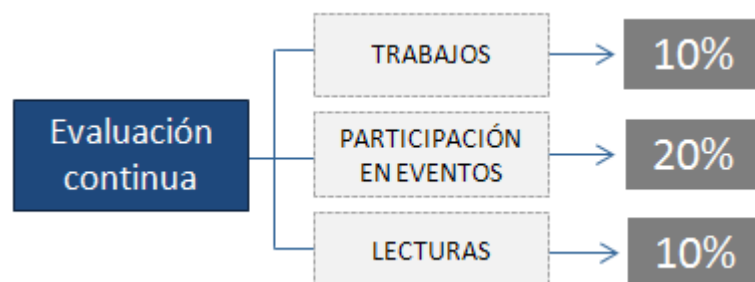 TRABAJOS
10%
Evaluación
continua
PARTICIPACIÓN
EN EVENTOS
20%
LECTURAS
10%